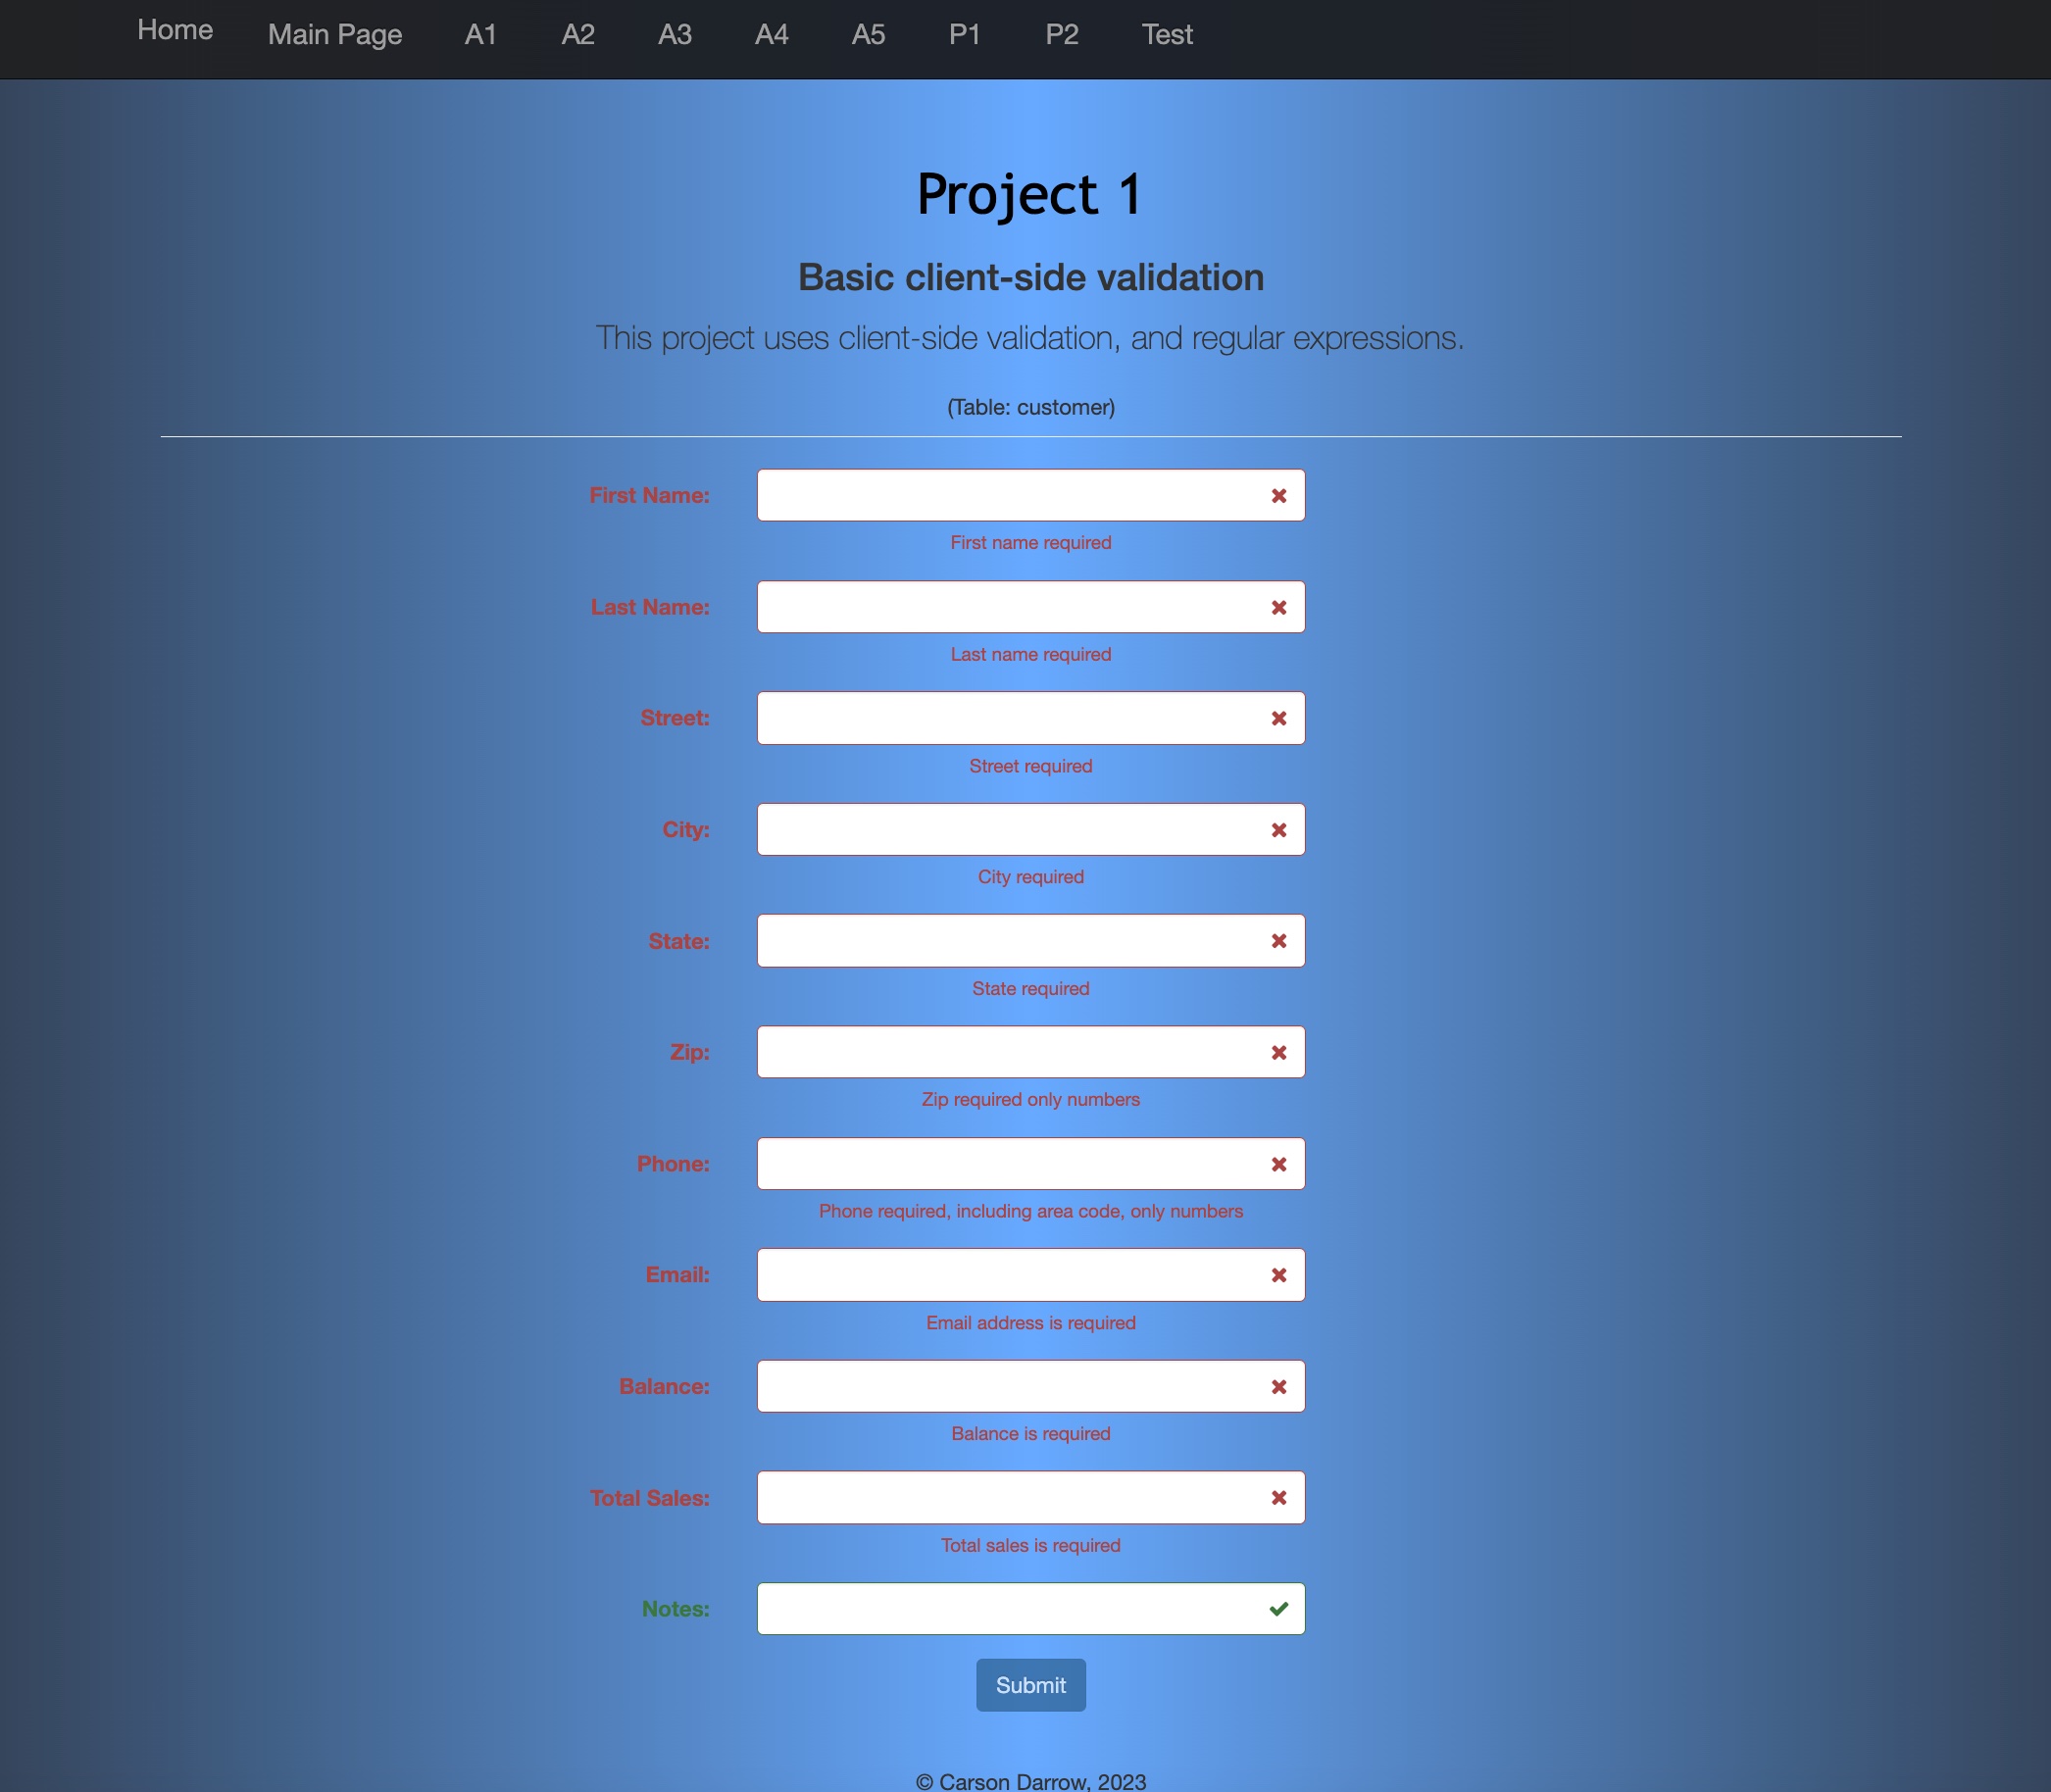 Home Main Page A1 A2 A3 A4 A5 P1 P2 Test
Project 1
Basic client-side validation
This project uses client-side validation, and regular expressions.
(Table: customer)
First Name:
First name required
Last Name:
Last name required
Street:
Street required
City:
City required
State:
State required
Zip:
Zip required only numbers
Phone:
Phone required, including area code, only numbers
Email:
Email address is required
Balance:
Balance is required
Total Sales:
Total sales is required
Notes:
Submit
© Carson Darrow, 2023